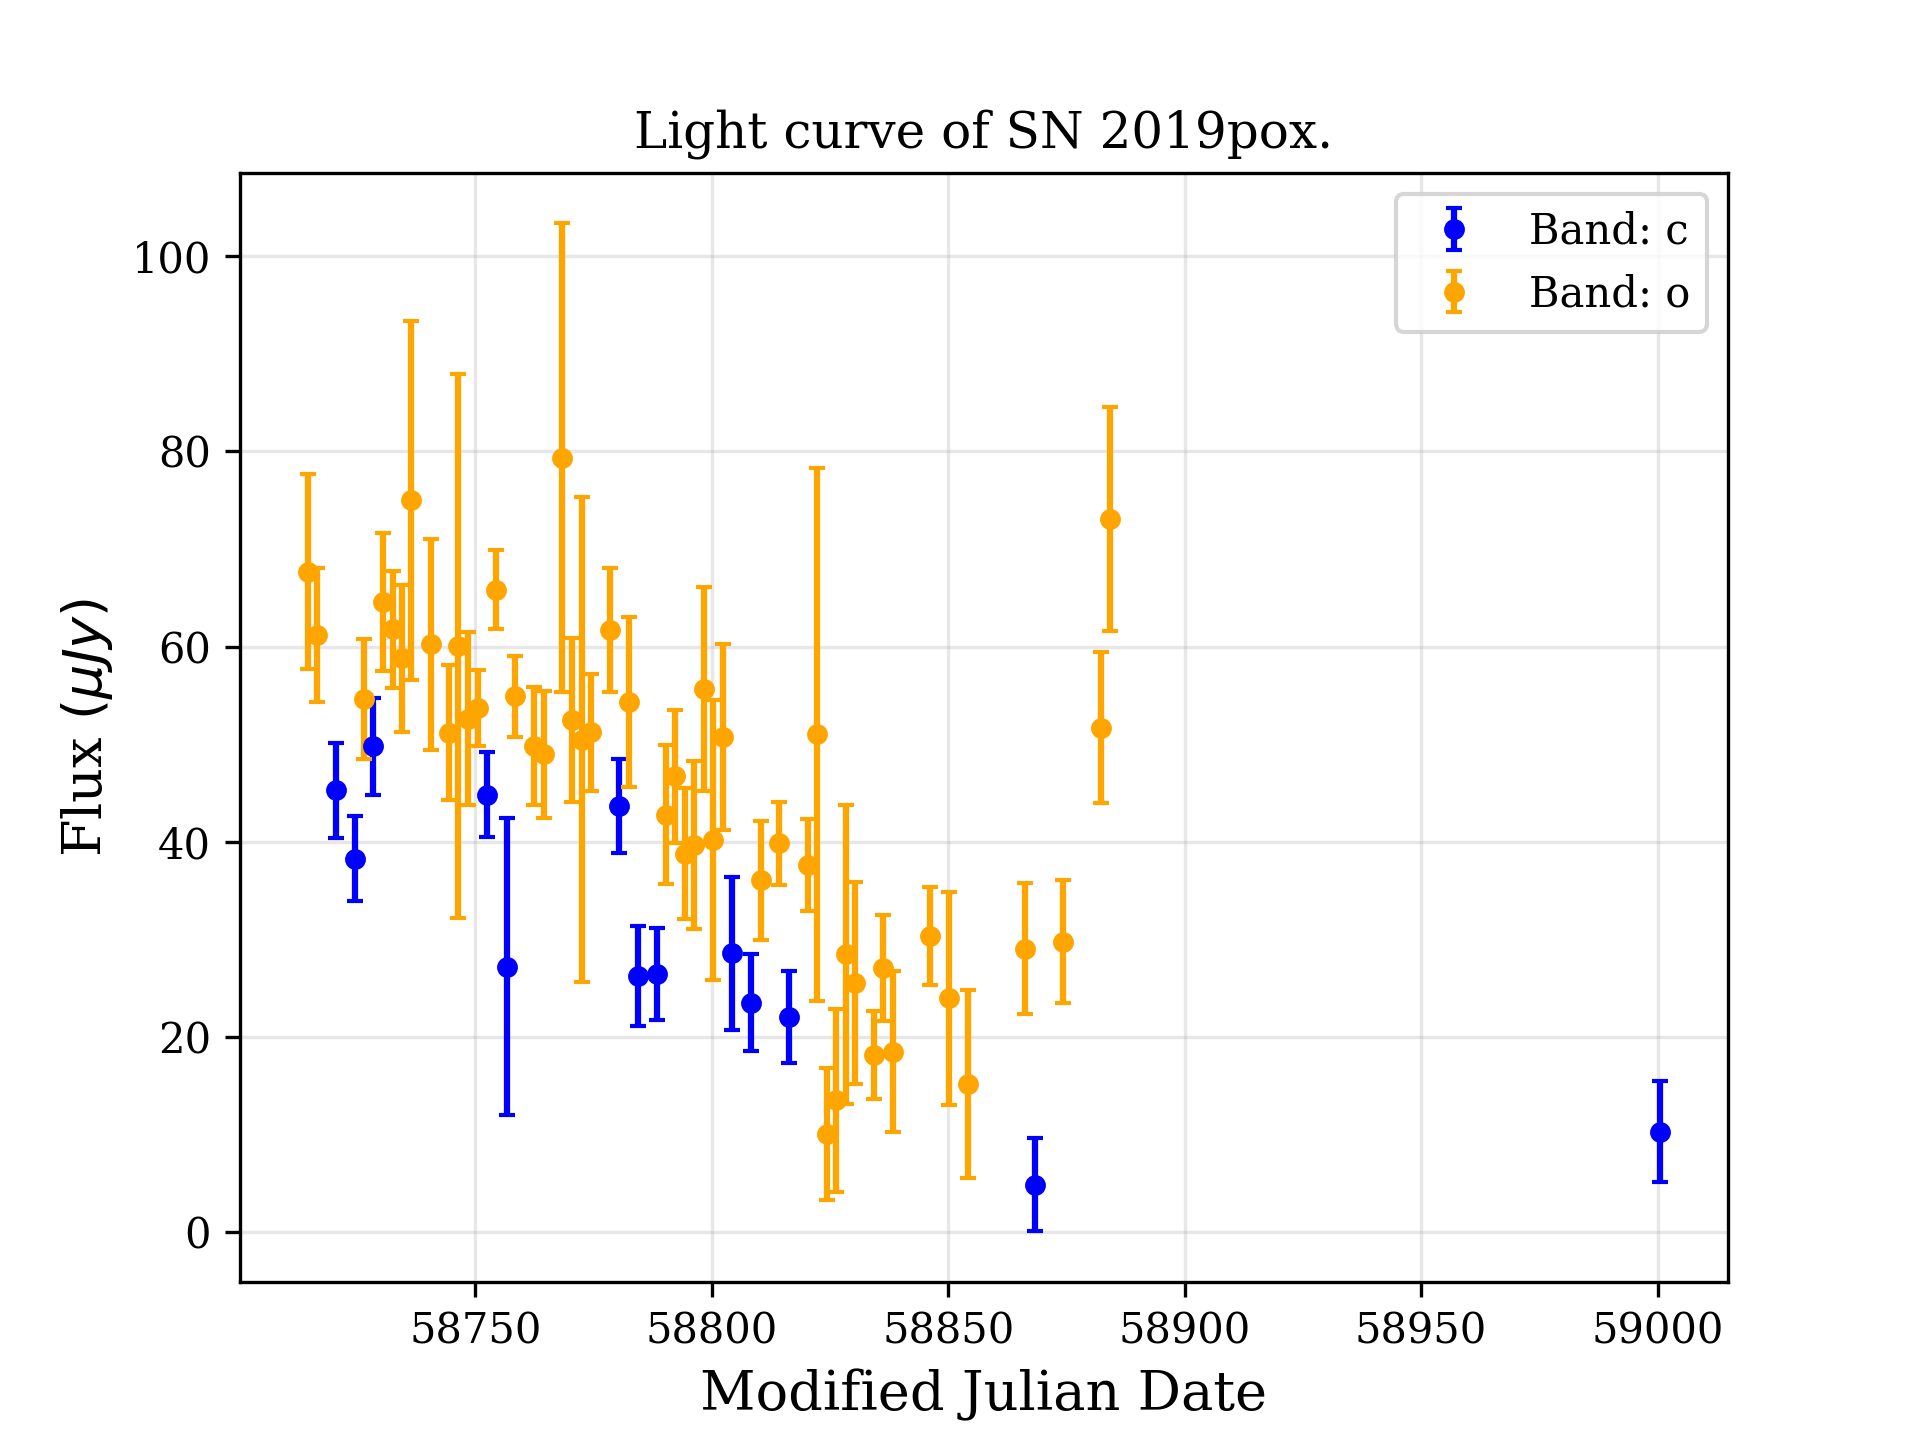 Light curve of SN 2019pox.
Band: c
Band: o
100
80
60
40
20
0
Flux (μJy)
58750 58800 58850 58900 58950 59000
Modified Julian Date